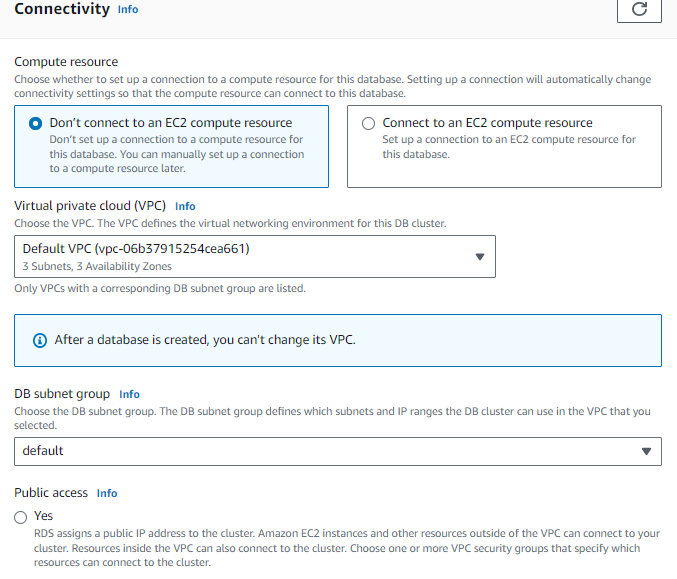 Connectivity Info
Compute resource
Choose whether to set up a connection to a compute resource for this database. Setting up a connection will automatically change
connectivity settings so that the compute resource can connect to this database.
Don't connect to an EC2 compute resource
Don't set up a connection to a compute resource for
this database. You can manually set up a connection
to a compute resource later.
Connect to an EC2 compute resource
Set up a connection to an EC2 compute resource for
this database.
Virtual private cloud (VPC) Info
Choose the VPC. The VPC defines the virtual networking environment for this DB cluster.
Default VPC (vpc-06b37915254cea661)
3 Subnets, 3 Availability Zones
Only VPCs with a corresponding DB subnet group are listed.
After a database is created, you can't change its VPC.
DB subnet group Info
Choose the DB subnet group. The DB subnet group defines which subnets and IP ranges the DB cluster can use in the VPC that you
selected.
default
Public access Info
Yes
RDS assigns a public IP address to the cluster. Amazon EC2 instances and other resources outside of the VPC can connect to your
cluster. Resources inside the VPC can also connect to the cluster. Choose one or more VPC security groups that specify which
resources can connect to the cluster.